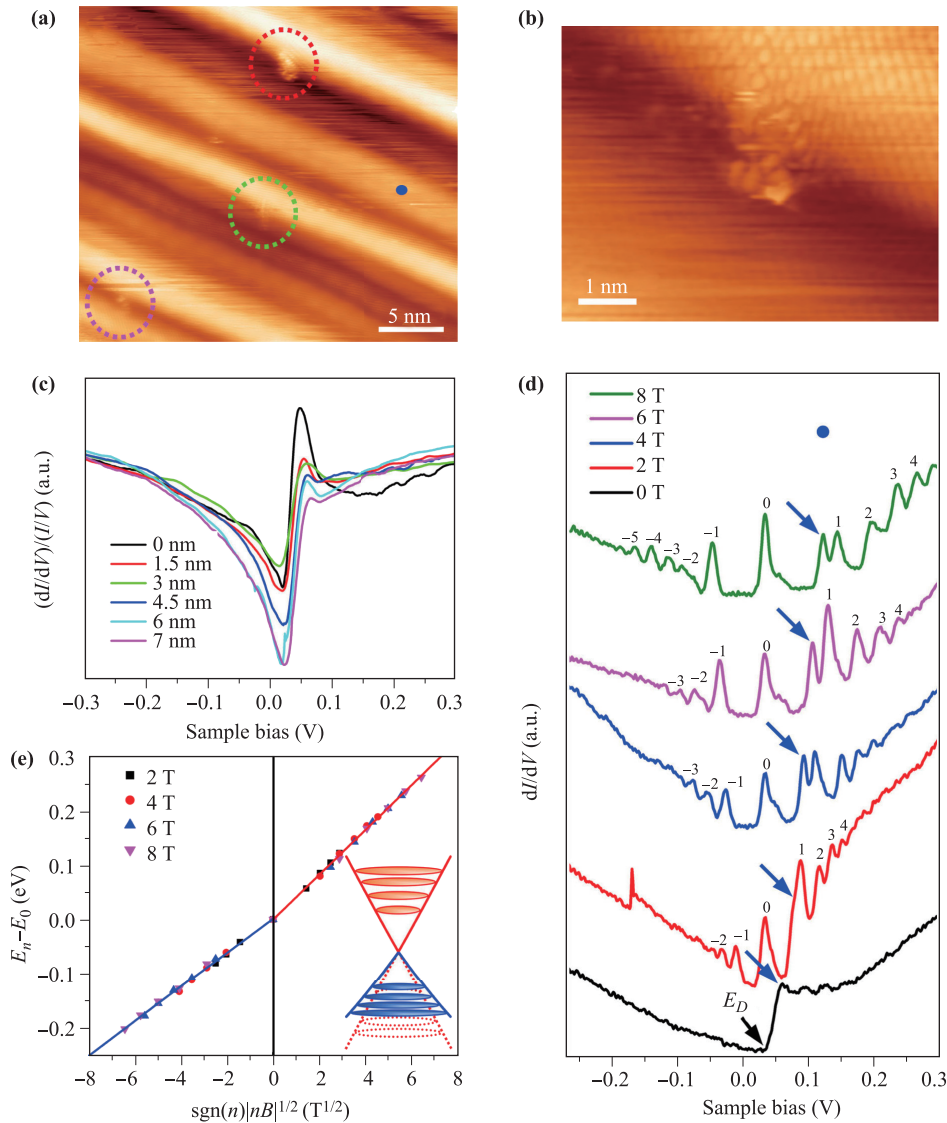 (a)
5 nm
(b)
1 nm
(c)
(dI/dV)/(I/V) (a.u.)
0 nm
1.5 nm
3 nm
4.5 nm
6 nm
7 nm
−0.3 −0.2 −0.1 0.0 0.1 0.2 0.3
Sample bias (V)
(d)
8 T
6 T
4 T
2 T
0 T
dI/dV (a.u.)
−5 −4 −3 −2 −1 0 1 2 3 4
−3 −2 −1 0 1 2 3 4
−3 −2 −1 0
−2 −1 0 1 2 3 4
E_D
−0.2 −0.1 0.0 0.1 0.2 0.3
Sample bias (V)
(e)
2 T
4 T
6 T
8 T
E_n−E_0 (eV)
0.3
0.2
0.1
0.0
−0.1
−0.2
−8 −6 −4 −2 0 2 4 6 8
sgn(n)|nB|^{1/2} (T^{1/2})